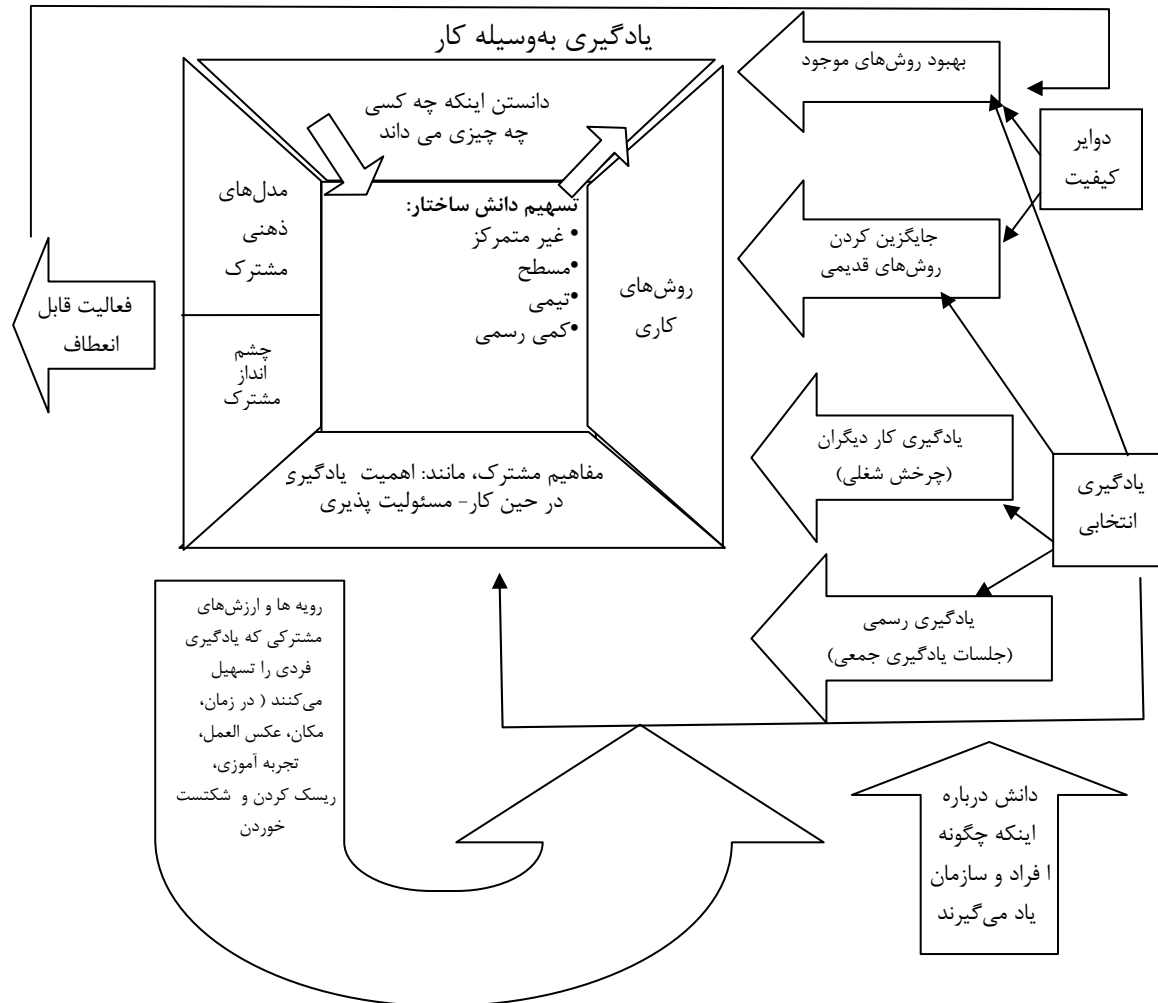 یادگیری به‌وسیله کار
دانستن اینکه چه کسی
چه چیزی می داند
بهبود روش‌های موجود
دوایر
کیفیت
مدل‌های
ذهنی
مشترک
تسهیم دانش ساختار:
• غیر متمرکز
•مسطح
•تیمی
•کمی رسمی
روش‌های
کاری
جایگزین کردن
روش‌های قدیمی
فعالیت قابل
انعطاف
چشم
انداز
مشترک
یادگیری کار دیگران
(چرخش شغلی)
یادگیری
انتخابی
مفاهیم مشترک، مانند: اهمیت یادگیری
در حین کار- مسئولیت پذیری
یادگیری رسمی
(جلسات یادگیری جمعی)
رویه ها و ارزش‌های
مشترکی که یادگیری
فردی را تسهیل
می‌کنند ( در زمان،
مکان، عکس العمل،
تجربه آموزی،
ریسک کردن و شکتست
خوردن
دانش درباره
اینکه چگونه
ا فراد و سازمان
یاد می‌گیرند